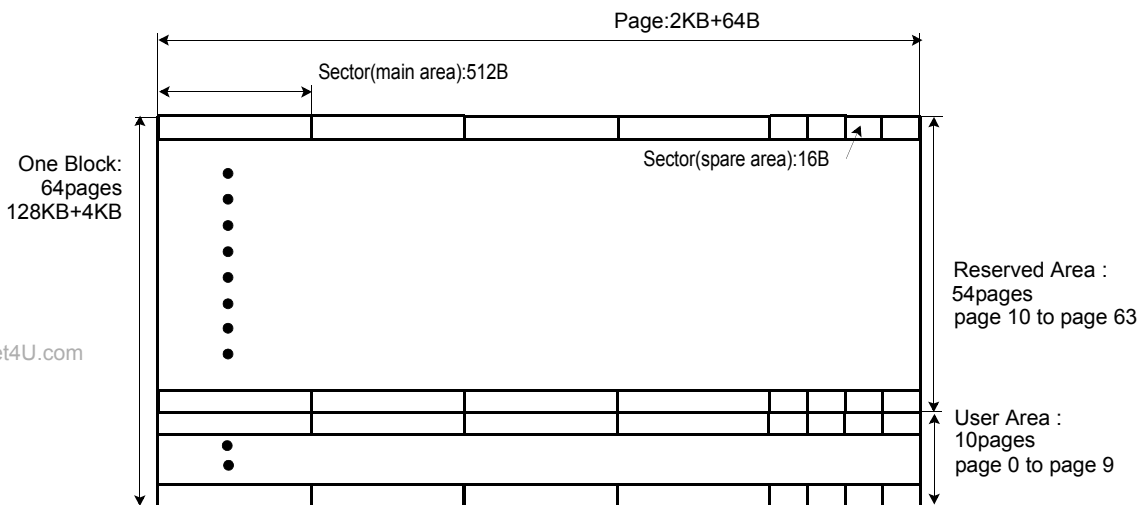 Page:2KB+64B
Sector(main area):512B
One Block:
64pages
128KB+4KB
Sector(spare area):16B
Reserved Area :
54pages
page 10 to page 63
et4U.com
User Area :
10pages
page 0 to page 9